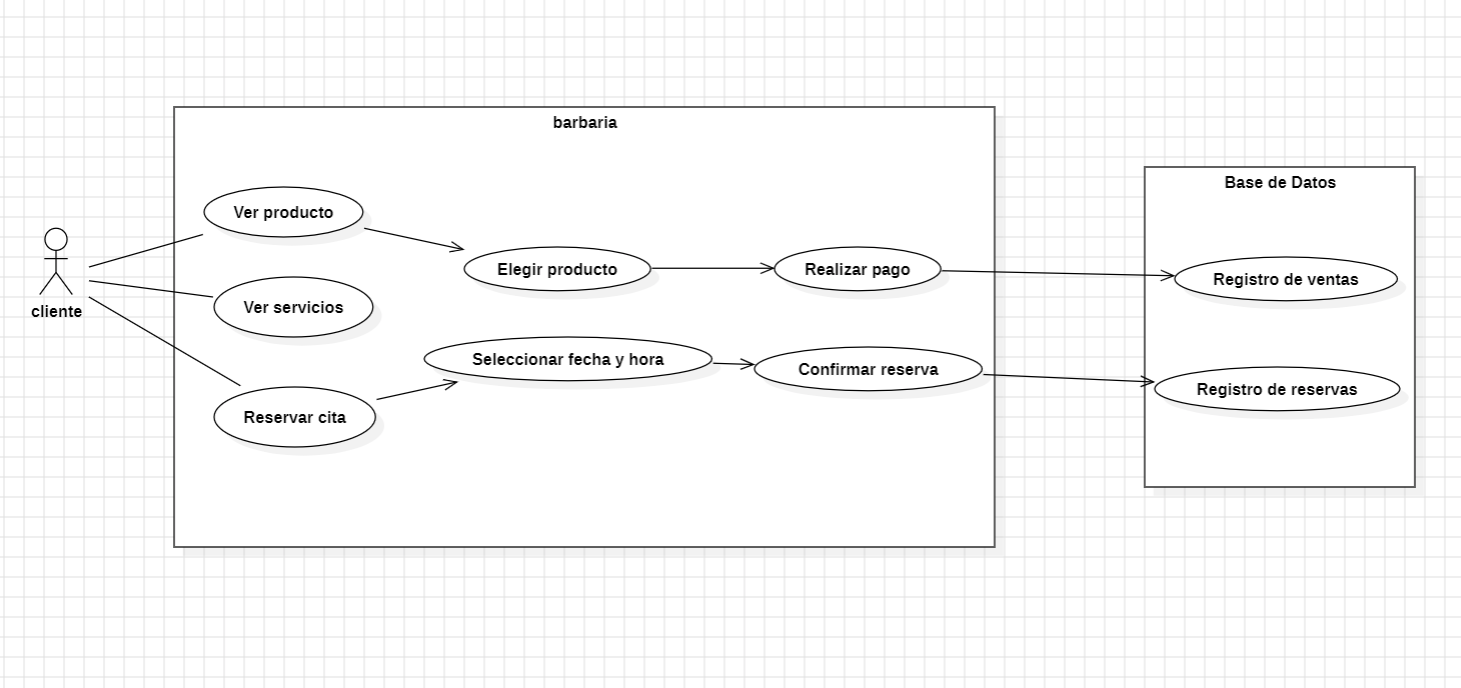 barbaria
Base de Datos
Ver producto
Elegir producto
Realizar pago
Registro de ventas
cliente
Ver servicios
Seleccionar fecha y hora
Confirmar reserva
Registro de reservas
Reservar cita